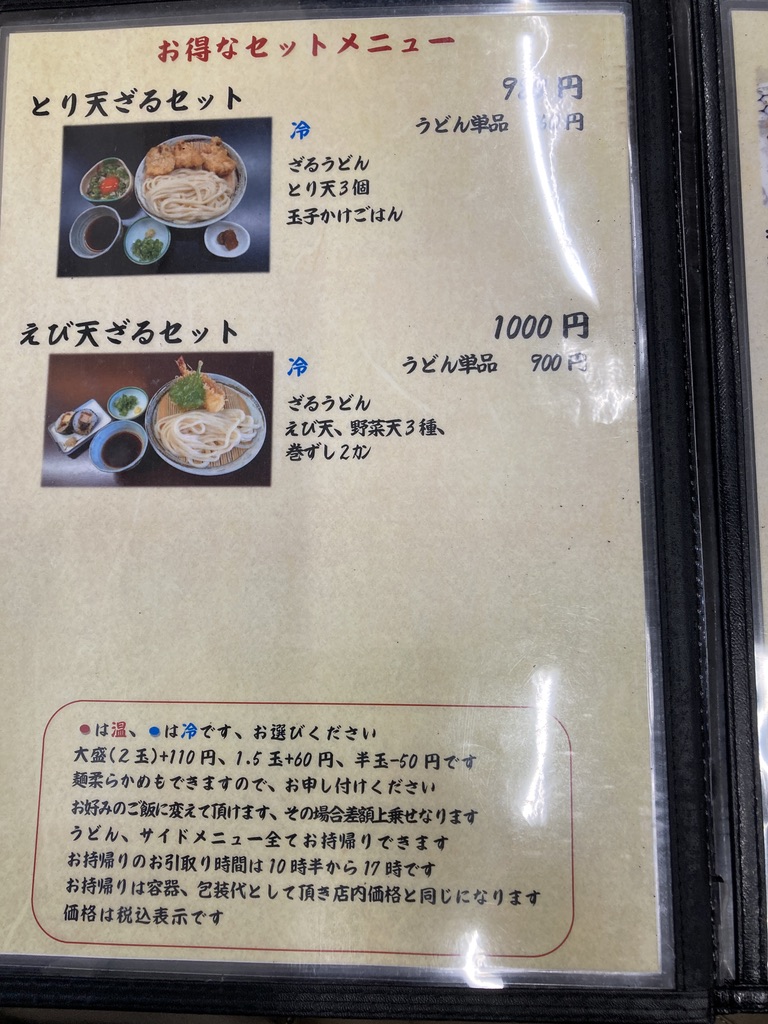 お得なセットメニュー
とり天ざるセット
冷 うどん単品
ざるうどん
とり天3個
玉子かけごはん
えび天ざるセット 1000円
冷 うどん単品 900円
ざるうどん
えび天、野菜天3種、
巻ずし2カン
●は温、●は冷です、お選びください
大盛(2玉)+110円、1.5玉+60円、半玉-50円です
麺柔らかめもできますので、お申し付けください
お好みのご飯に変えて頂けます、その場合差額上乗せなります
うどん、サイドメニュー全てお持帰りできます
お持帰りのお引取り時間は10時半から17時です
お持帰りは容器、包装代として頂き店内価格と同じになります
価格は税込表示です